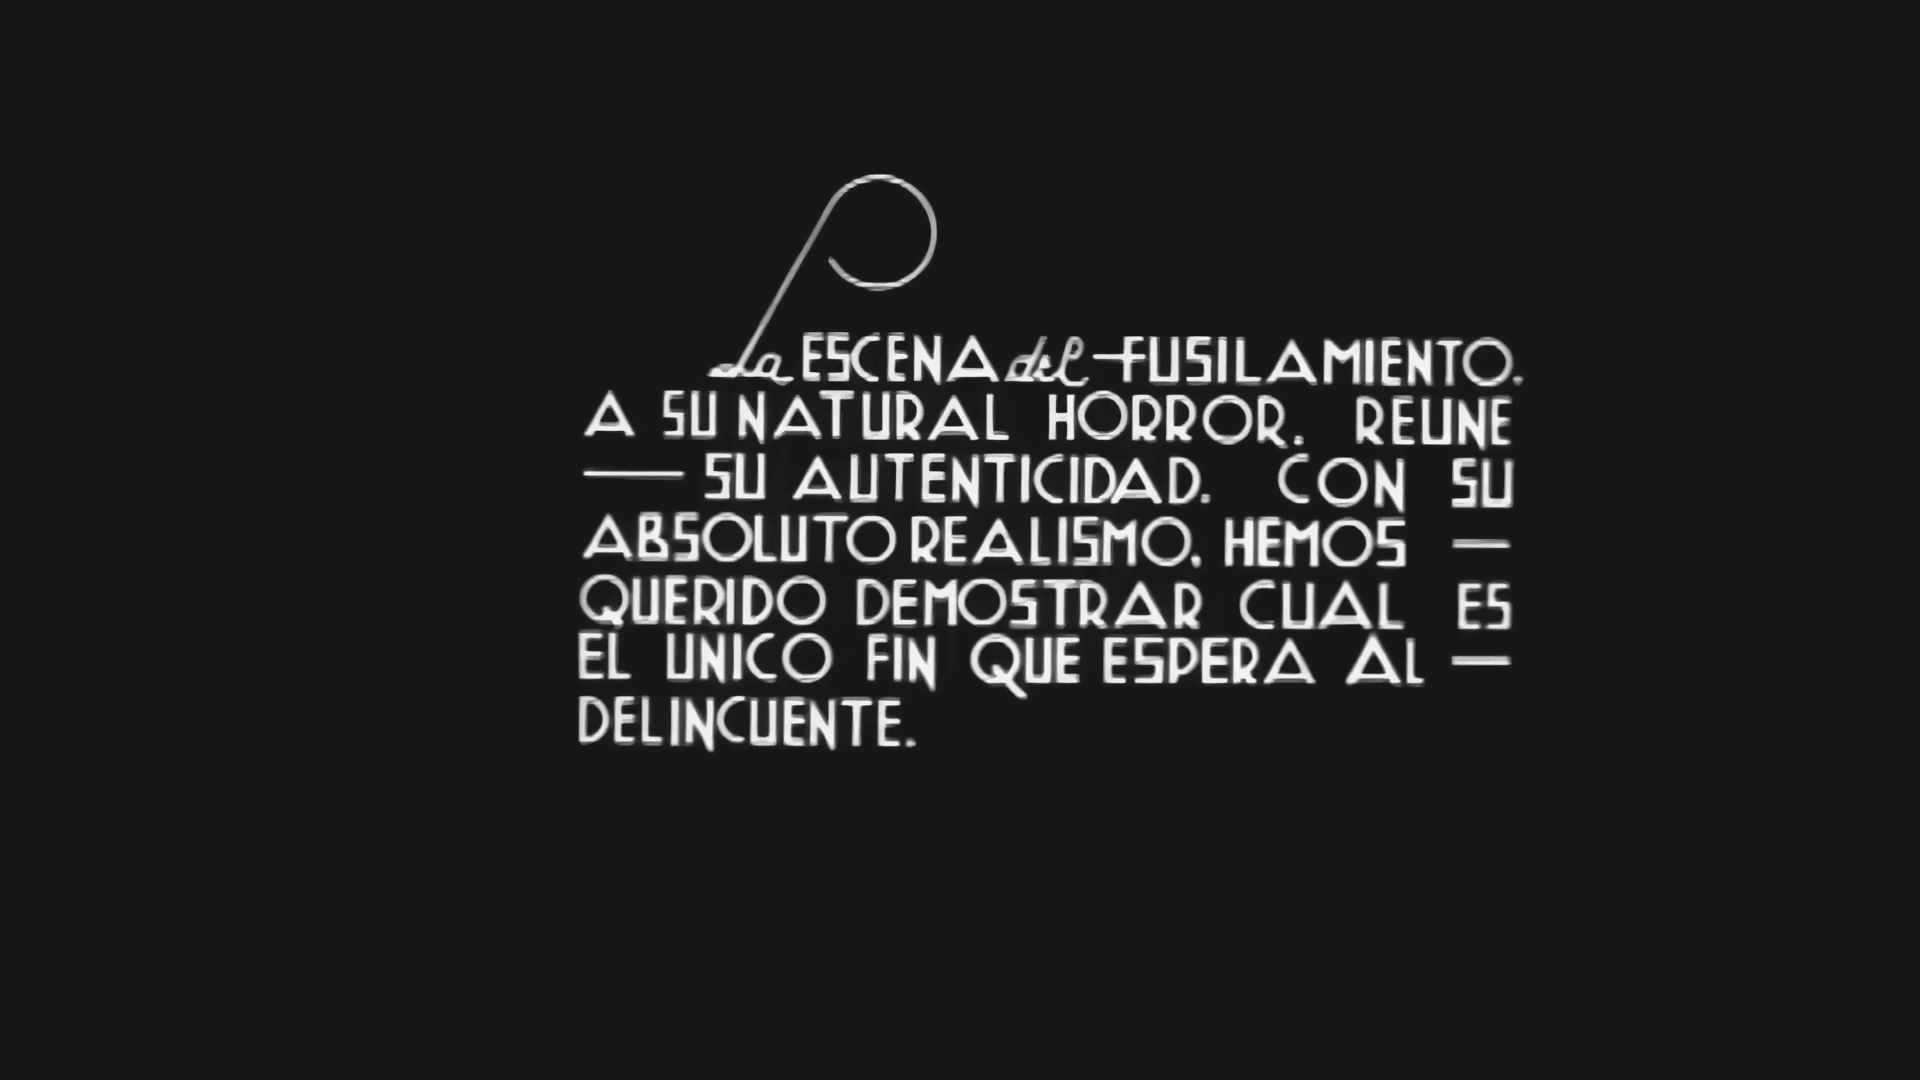 La ESCENA del FUSILAMIENTO.
A SU NATURAL HORROR. REUNE
— SU AUTENTICIDAD. CON SU
ABSOLUTO REALISMO. HEMOS —
QUERIDO DEMOSTRAR CUAL ES
EL UNICO FIN QUE ESPERA AL —
DELINCUENTE.